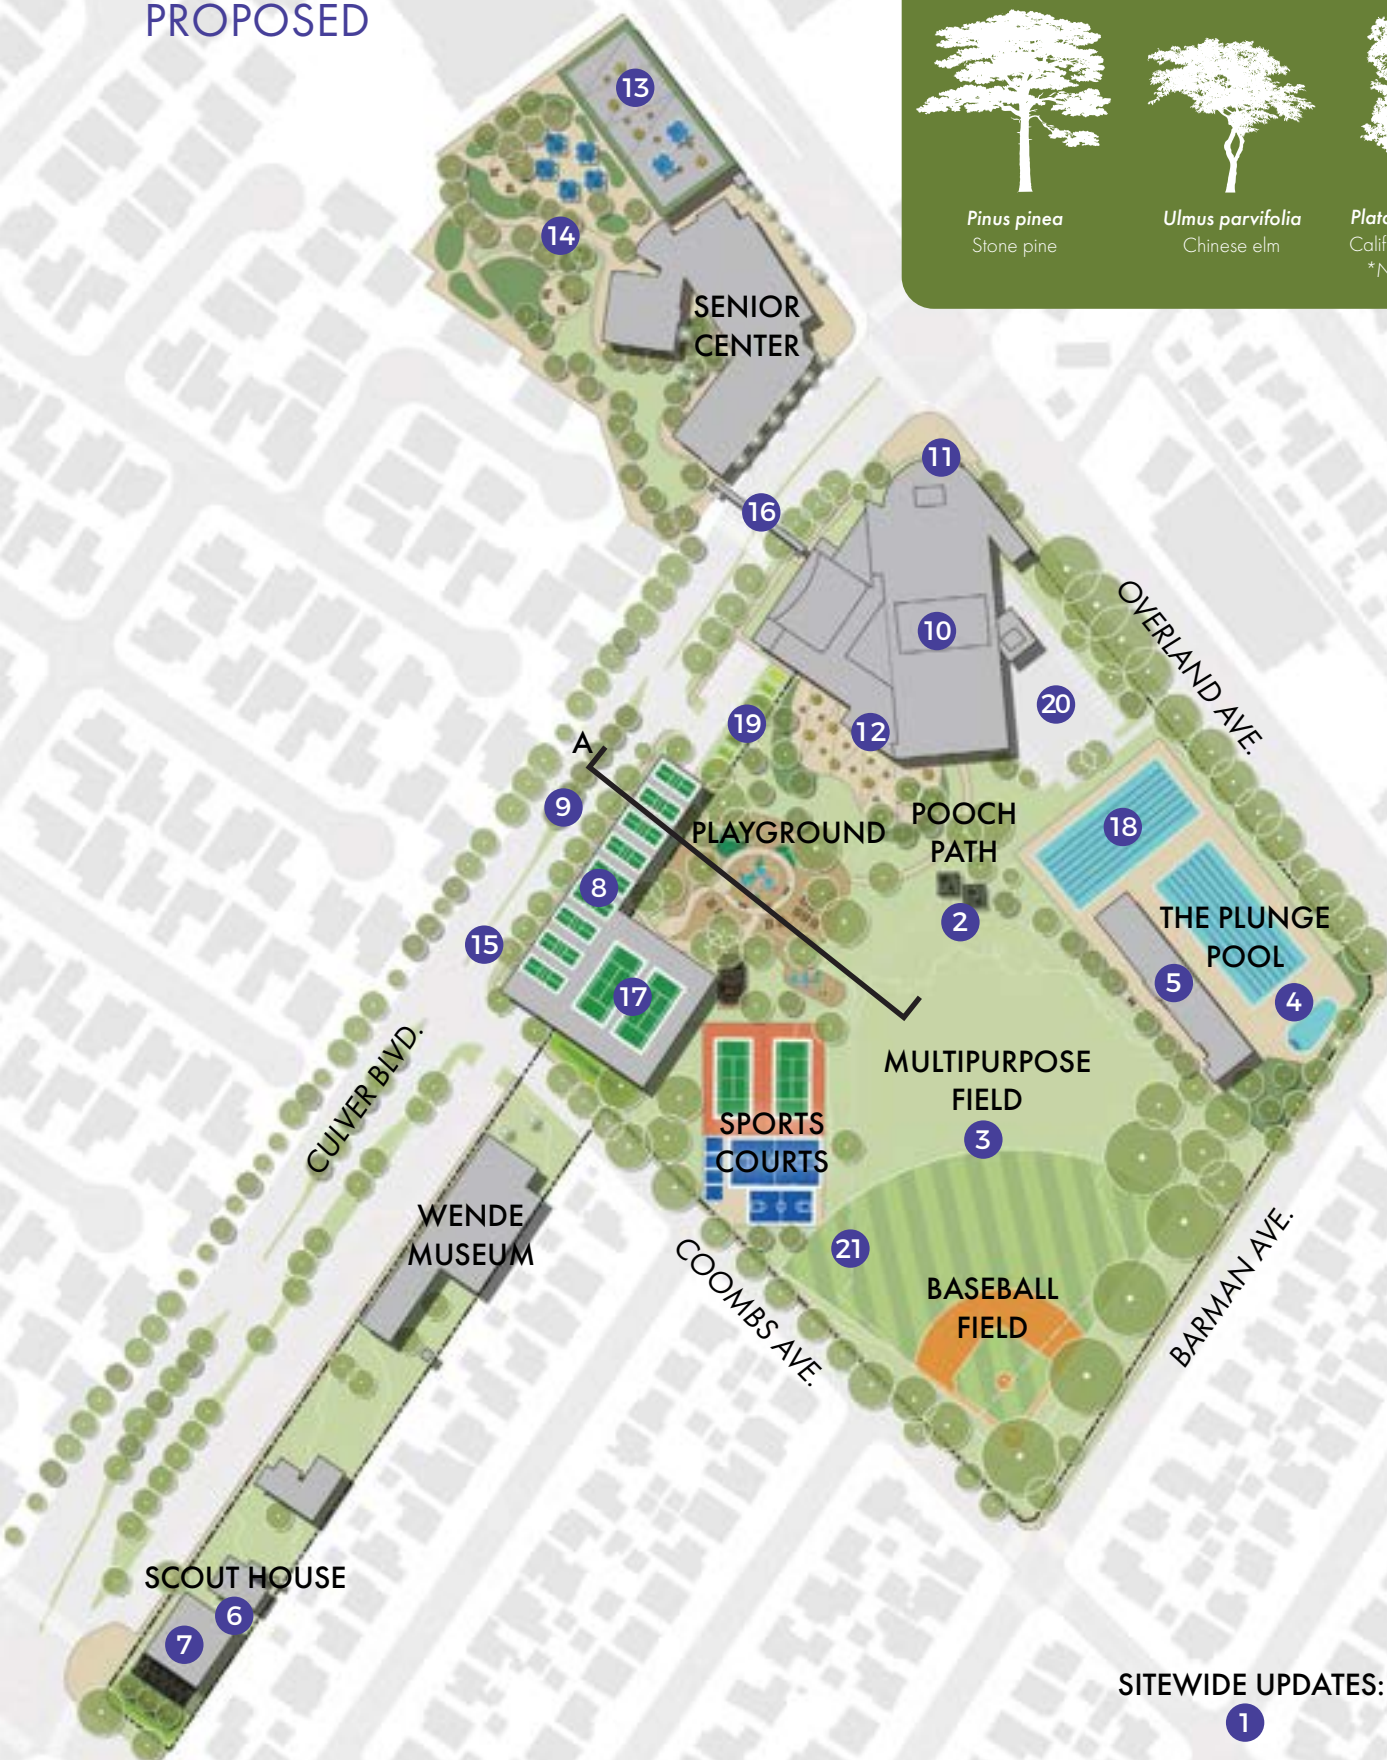 PROPOSED
Pinus pinea
Stone pine
Ulmus parvifolia
Chinese elm
13
14
SENIOR
CENTER
11
16
OVERLAND AVE.
10
20
19
12
A
9
PLAYGROUND
POOCH
PATH
18
8
2
THE PLUNGE
POOL
15
5
17
4
CULVER BLVD.
MULTIPURPOSE
FIELD
3
SPORTS
COURTS
WENDE
MUSEUM
21
COOMBS AVE.
BASEBALL
FIELD
BARMAN AVE.
SCOUT HOUSE
6
7
SITEWIDE UPDATES:
1